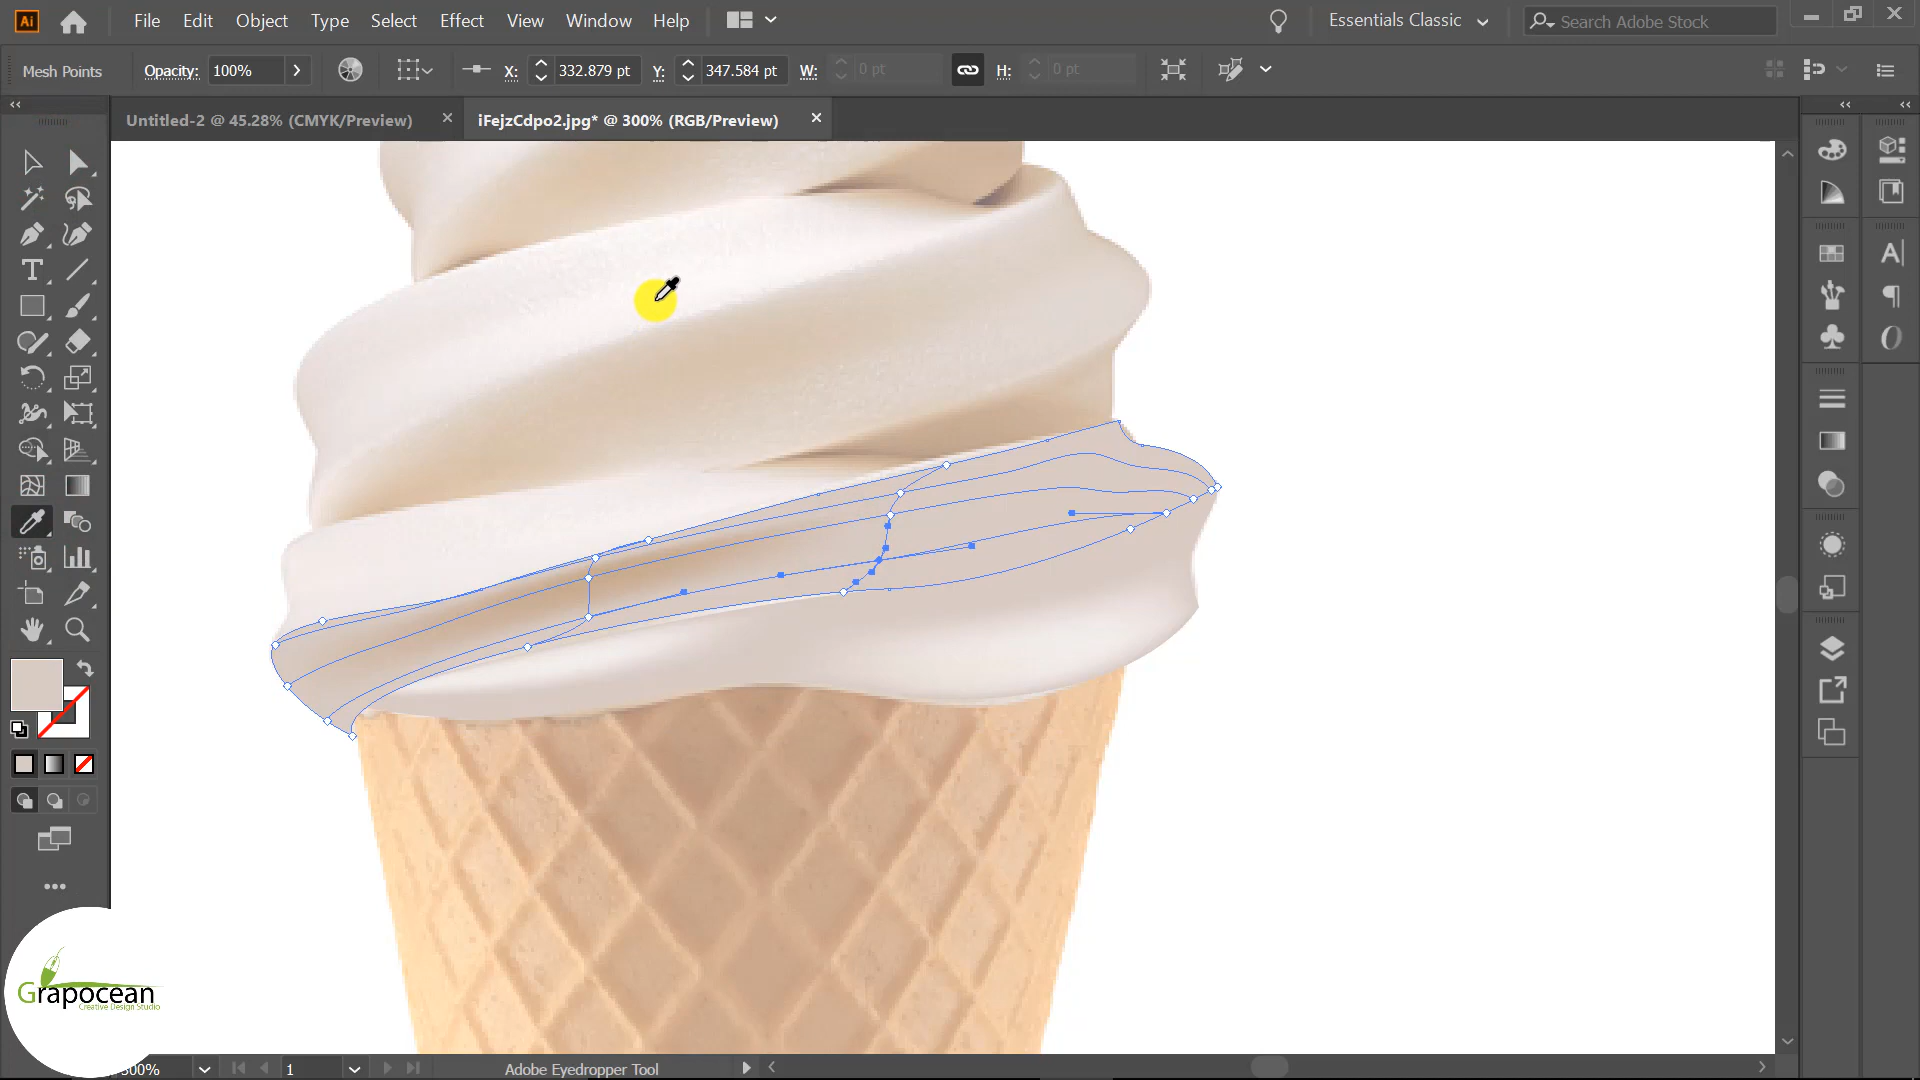 Ai File Edit Object Type Select Effect View Window Help Essentials Classic Search Adobe Stock
Mesh Points Opacity: 100% X: 332.879 pt Y: 347.584 pt W: 0 pt H: 0 pt
Untitled-2 @ 45.28% (CMYK/Preview) iFejzCdpo2.jpg* @ 300% (RGB/Preview)
Grapocean
Creative Design Studio
300% 1 Adobe Eyedropper Tool